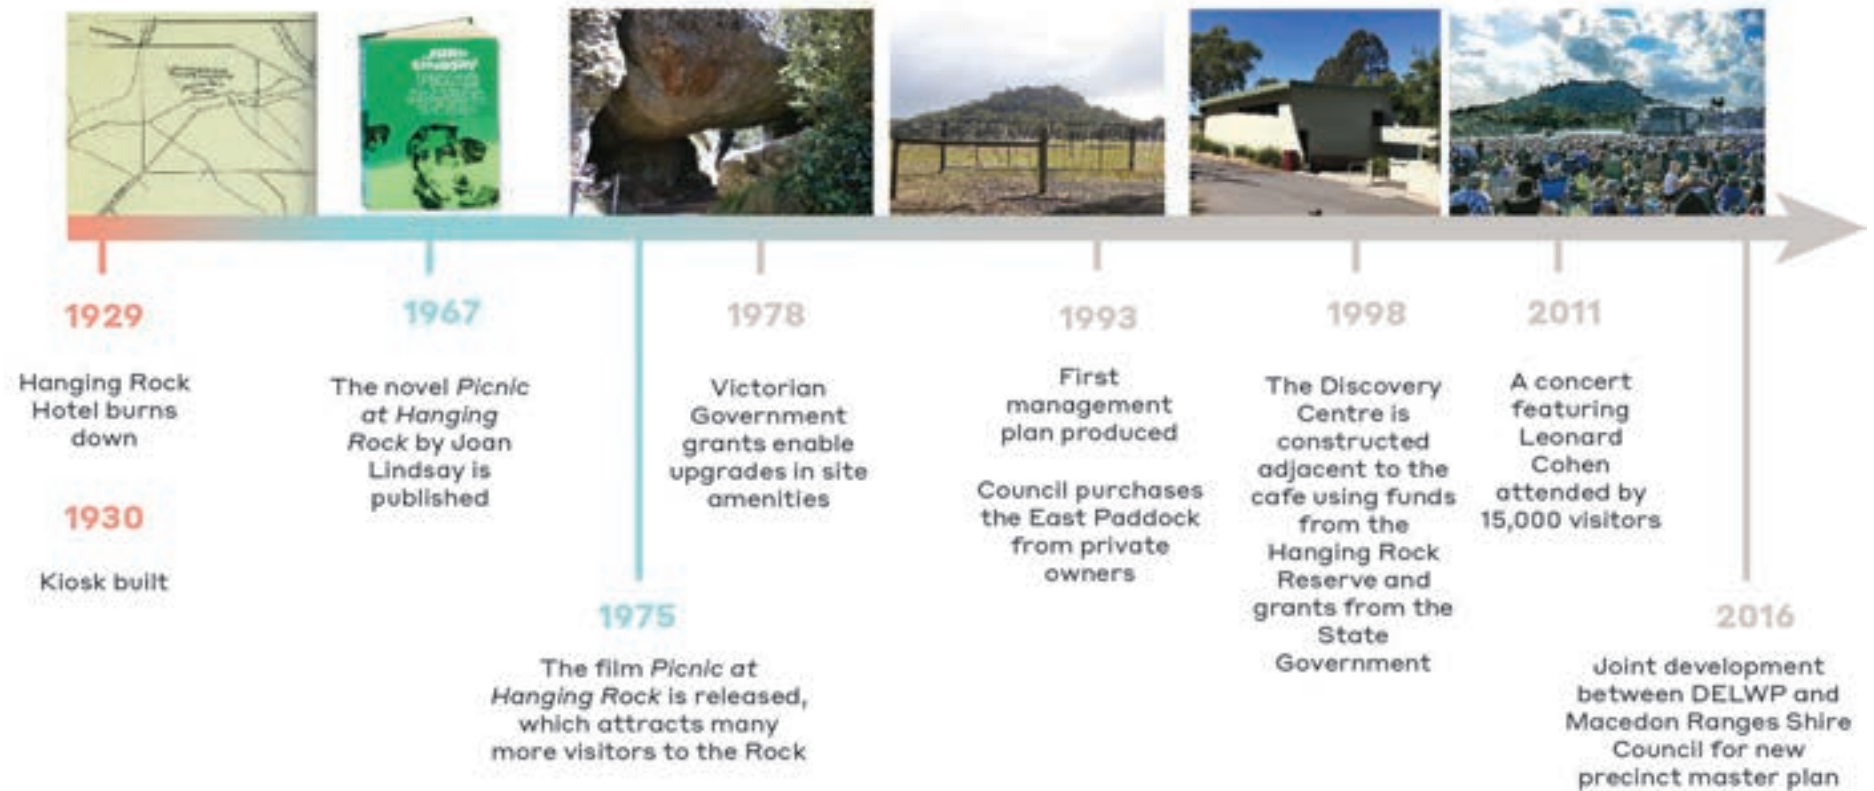 JOAN
LINDSAY
1929
Hanging Rock
Hotel burns
down
1930
Kiosk built
1967
The novel Picnic
at Hanging
Rock by Joan
Lindsay is
published
1975
The film Picnic at
Hanging Rock is released,
which attracts many
more visitors to the Rock
1978
Victorian
Government
grants enable
upgrades in site
amenities
1993
First
management
plan produced
Council purchases
the East Paddock
from private
owners
1998
The Discovery
Centre is
constructed
adjacent to the
cafe using funds
from the
Hanging Rock
Reserve and
grants from the
State
Government
2011
A concert
featuring
Leonard
Cohen
attended by
15,000 visitors
2016
Joint development
between DELWP and
Macedon Ranges Shire
Council for new
precinct master plan